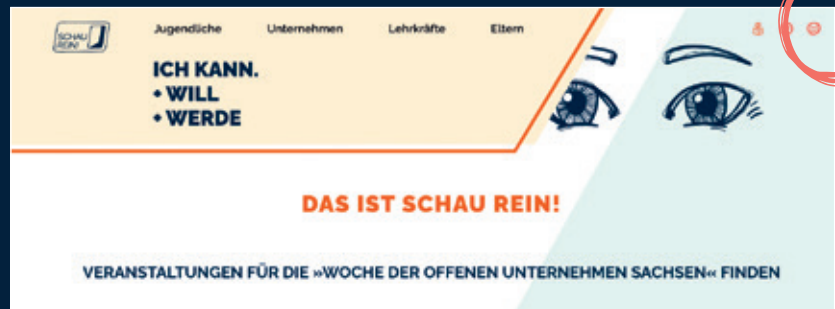 SCHAU
REIN!
Jugendliche Unternehmen Lehrkräfte Eltern
ICH KANN.
• WILL
• WERDE
DAS IST SCHAU REIN!
VERANSTALTUNGEN FÜR DIE »WOCHE DER OFFENEN UNTERNEHMEN SACHSEN« FINDEN